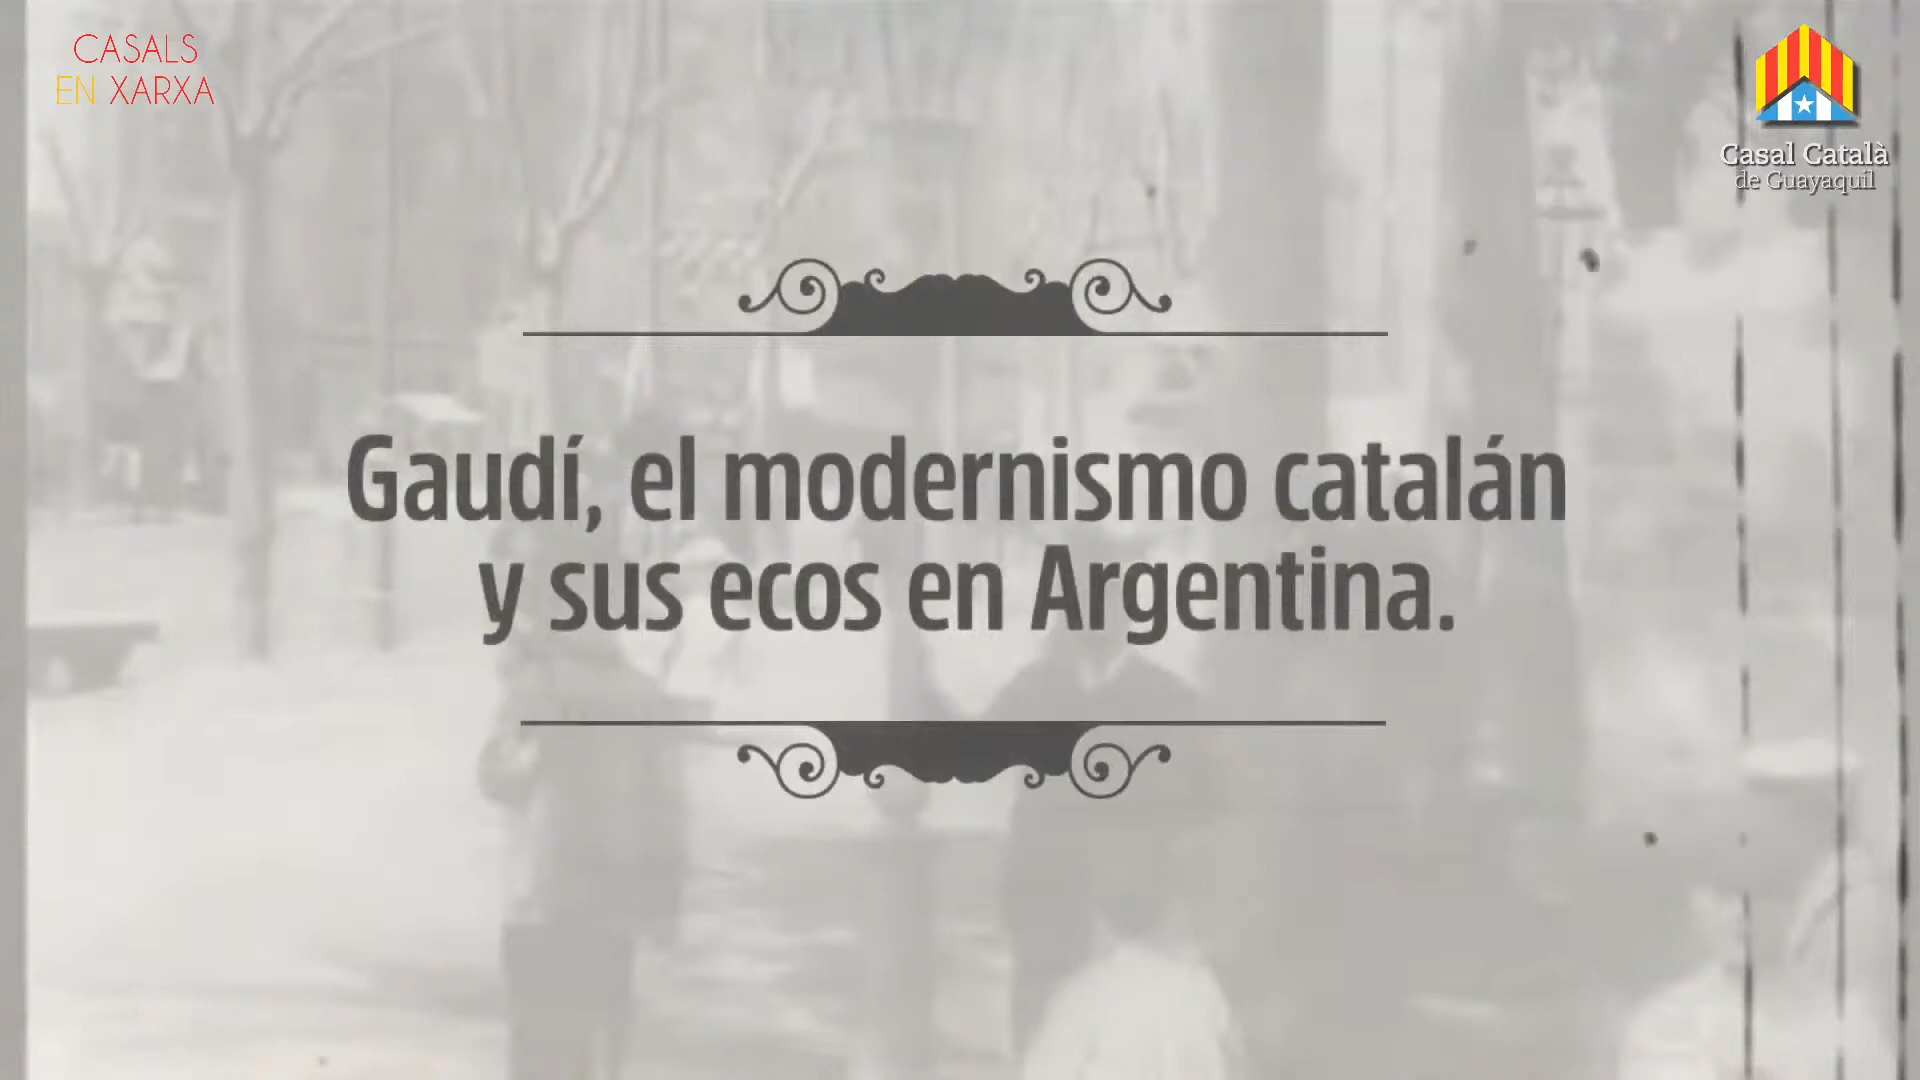 CASALS
EN XARXA
Casal Català
de Guayaquil
Gaudí, el modernismo catalán
y sus ecos en Argentina.